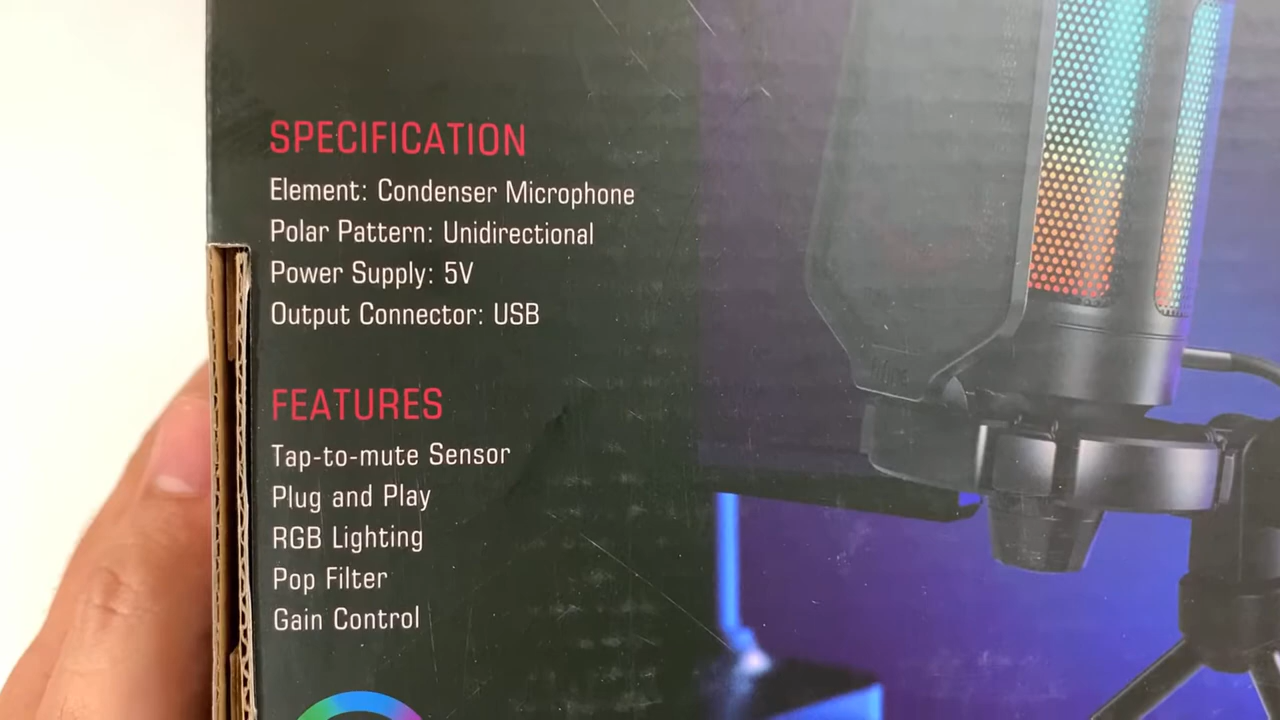 SPECIFICATION
Element: Condenser Microphone
Polar Pattern: Unidirectional
Power Supply: 5V
Output Connector: USB
FEATURES
Tap-to-mute Sensor
Plug and Play
RGB Lighting
Pop Filter
Gain Control